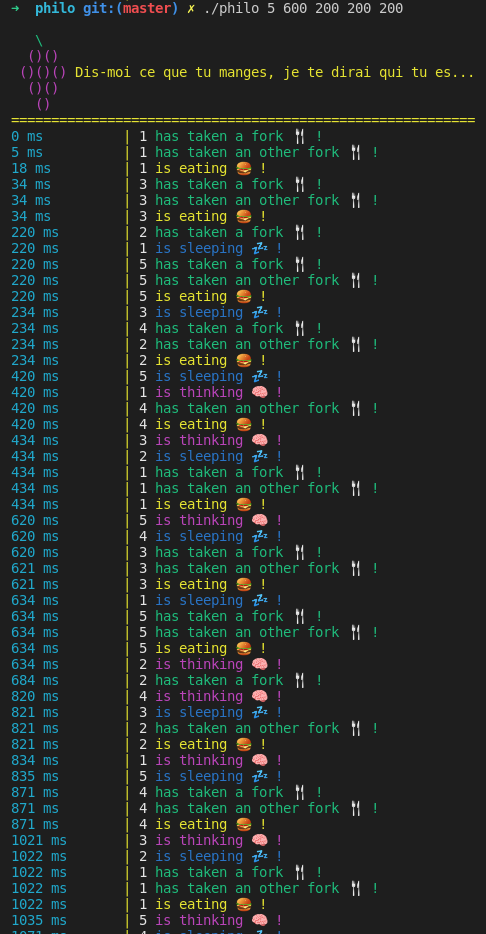 ➜ philo git:(master) ✗ ./philo 5 600 200 200 200
\
()()
()()() Dis-moi ce que tu manges, je te dirai qui tu es...
()()
()
==========================================================
0 ms | 1 has taken a fork 🍴 !
5 ms | 1 has taken an other fork 🍴 !
18 ms | 1 is eating 🍔 !
34 ms | 3 has taken a fork 🍴 !
34 ms | 3 has taken an other fork 🍴 !
34 ms | 3 is eating 🍔 !
220 ms | 2 has taken a fork 🍴 !
220 ms | 1 is sleeping 💤 !
220 ms | 5 has taken a fork 🍴 !
220 ms | 5 has taken an other fork 🍴 !
220 ms | 5 is eating 🍔 !
234 ms | 3 is sleeping 💤 !
234 ms | 4 has taken a fork 🍴 !
234 ms | 2 has taken an other fork 🍴 !
234 ms | 2 is eating 🍔 !
420 ms | 5 is sleeping 💤 !
420 ms | 1 is thinking 🧠 !
420 ms | 4 has taken an other fork 🍴 !
420 ms | 4 is eating 🍔 !
434 ms | 3 is thinking 🧠 !
434 ms | 2 is sleeping 💤 !
434 ms | 1 has taken a fork 🍴 !
434 ms | 1 has taken an other fork 🍴 !
434 ms | 1 is eating 🍔 !
620 ms | 5 is thinking 🧠 !
620 ms | 4 is sleeping 💤 !
620 ms | 3 has taken a fork 🍴 !
621 ms | 3 has taken an other fork 🍴 !
621 ms | 3 is eating 🍔 !
634 ms | 1 is sleeping 💤 !
634 ms | 5 has taken a fork 🍴 !
634 ms | 5 has taken an other fork 🍴 !
634 ms | 5 is eating 🍔 !
634 ms | 2 is thinking 🧠 !
684 ms | 2 has taken a fork 🍴 !
820 ms | 4 is thinking 🧠 !
821 ms | 3 is sleeping 💤 !
821 ms | 2 has taken an other fork 🍴 !
821 ms | 2 is eating 🍔 !
834 ms | 1 is thinking 🧠 !
835 ms | 5 is sleeping 💤 !
871 ms | 4 has taken a fork 🍴 !
871 ms | 4 has taken an other fork 🍴 !
871 ms | 4 is eating 🍔 !
1021 ms | 3 is thinking 🧠 !
1022 ms | 2 is sleeping 💤 !
1022 ms | 1 has taken a fork 🍴 !
1022 ms | 1 has taken an other fork 🍴 !
1022 ms | 1 is eating 🍔 !
1035 ms | 5 is thinking 🧠 !
1071 ms | 4 is sleeping 💤 !